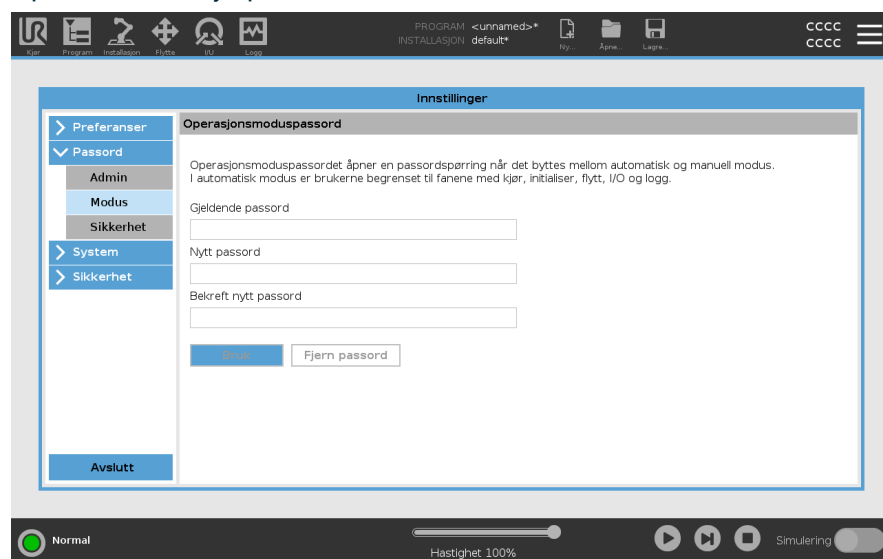 PROGRAM <unnamed>*
INSTALLASJON default*
CCCC
CCCC
Kjør
Program
Installasjon
Flytte
I/U
Logg
Ny...
Åpne...
Lagre...
Innstillinger
Preferanser
Passord
Admin
Modus
Sikkerhet
System
Sikkerhet
Avslutt
Operasjonsmoduspassord
Operasjonsmoduspassordet åpner en passordspørring når det byttes mellom automatisk og manuell modus.
I automatisk modus er brukerne begrenset til fanene med kjør, initialiser, flytt, I/O og logg.
Gjeldende passord
Nytt passord
Bekreft nytt passord
Bruk
Fjern passord
Normal
Hastighet 100%
Simulering